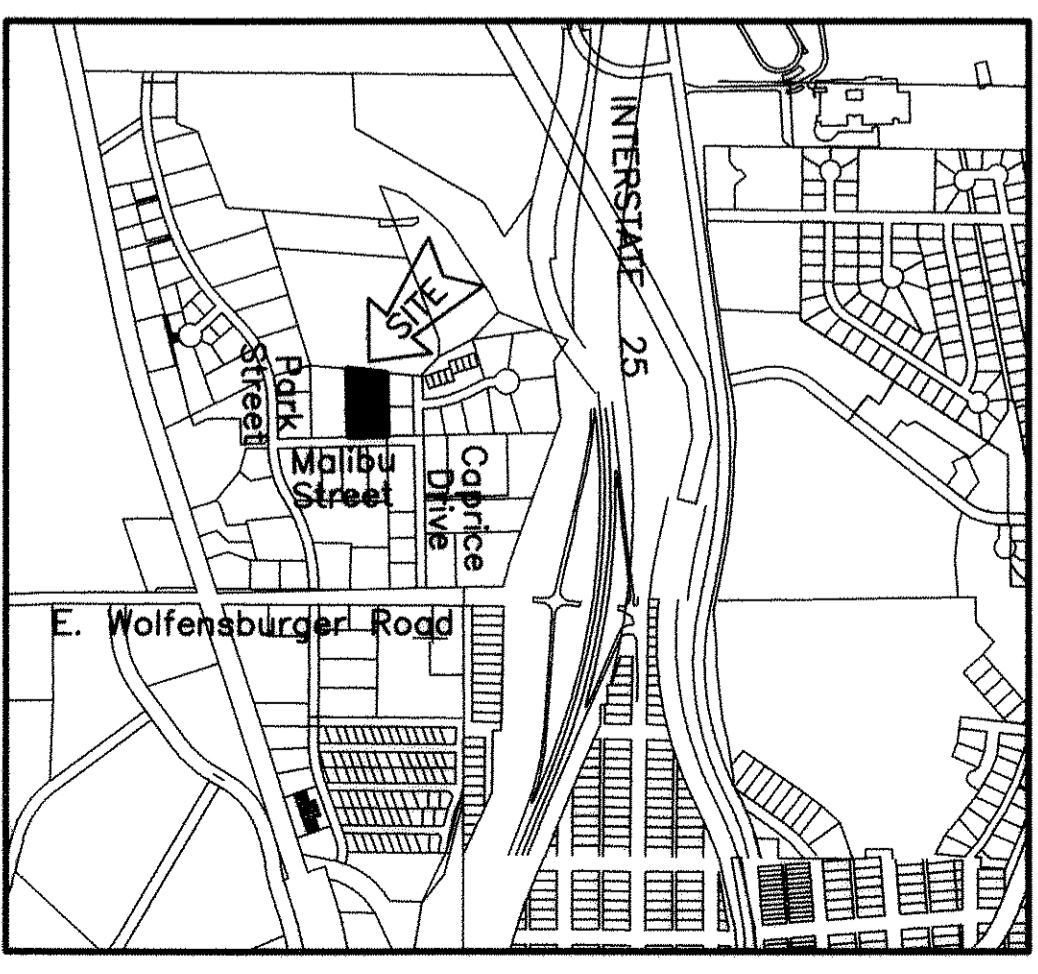 INTERSTATE 25
SITE
Park
Street
Malibu
Street
Caprice
Drive
E. Wolfensburger Road